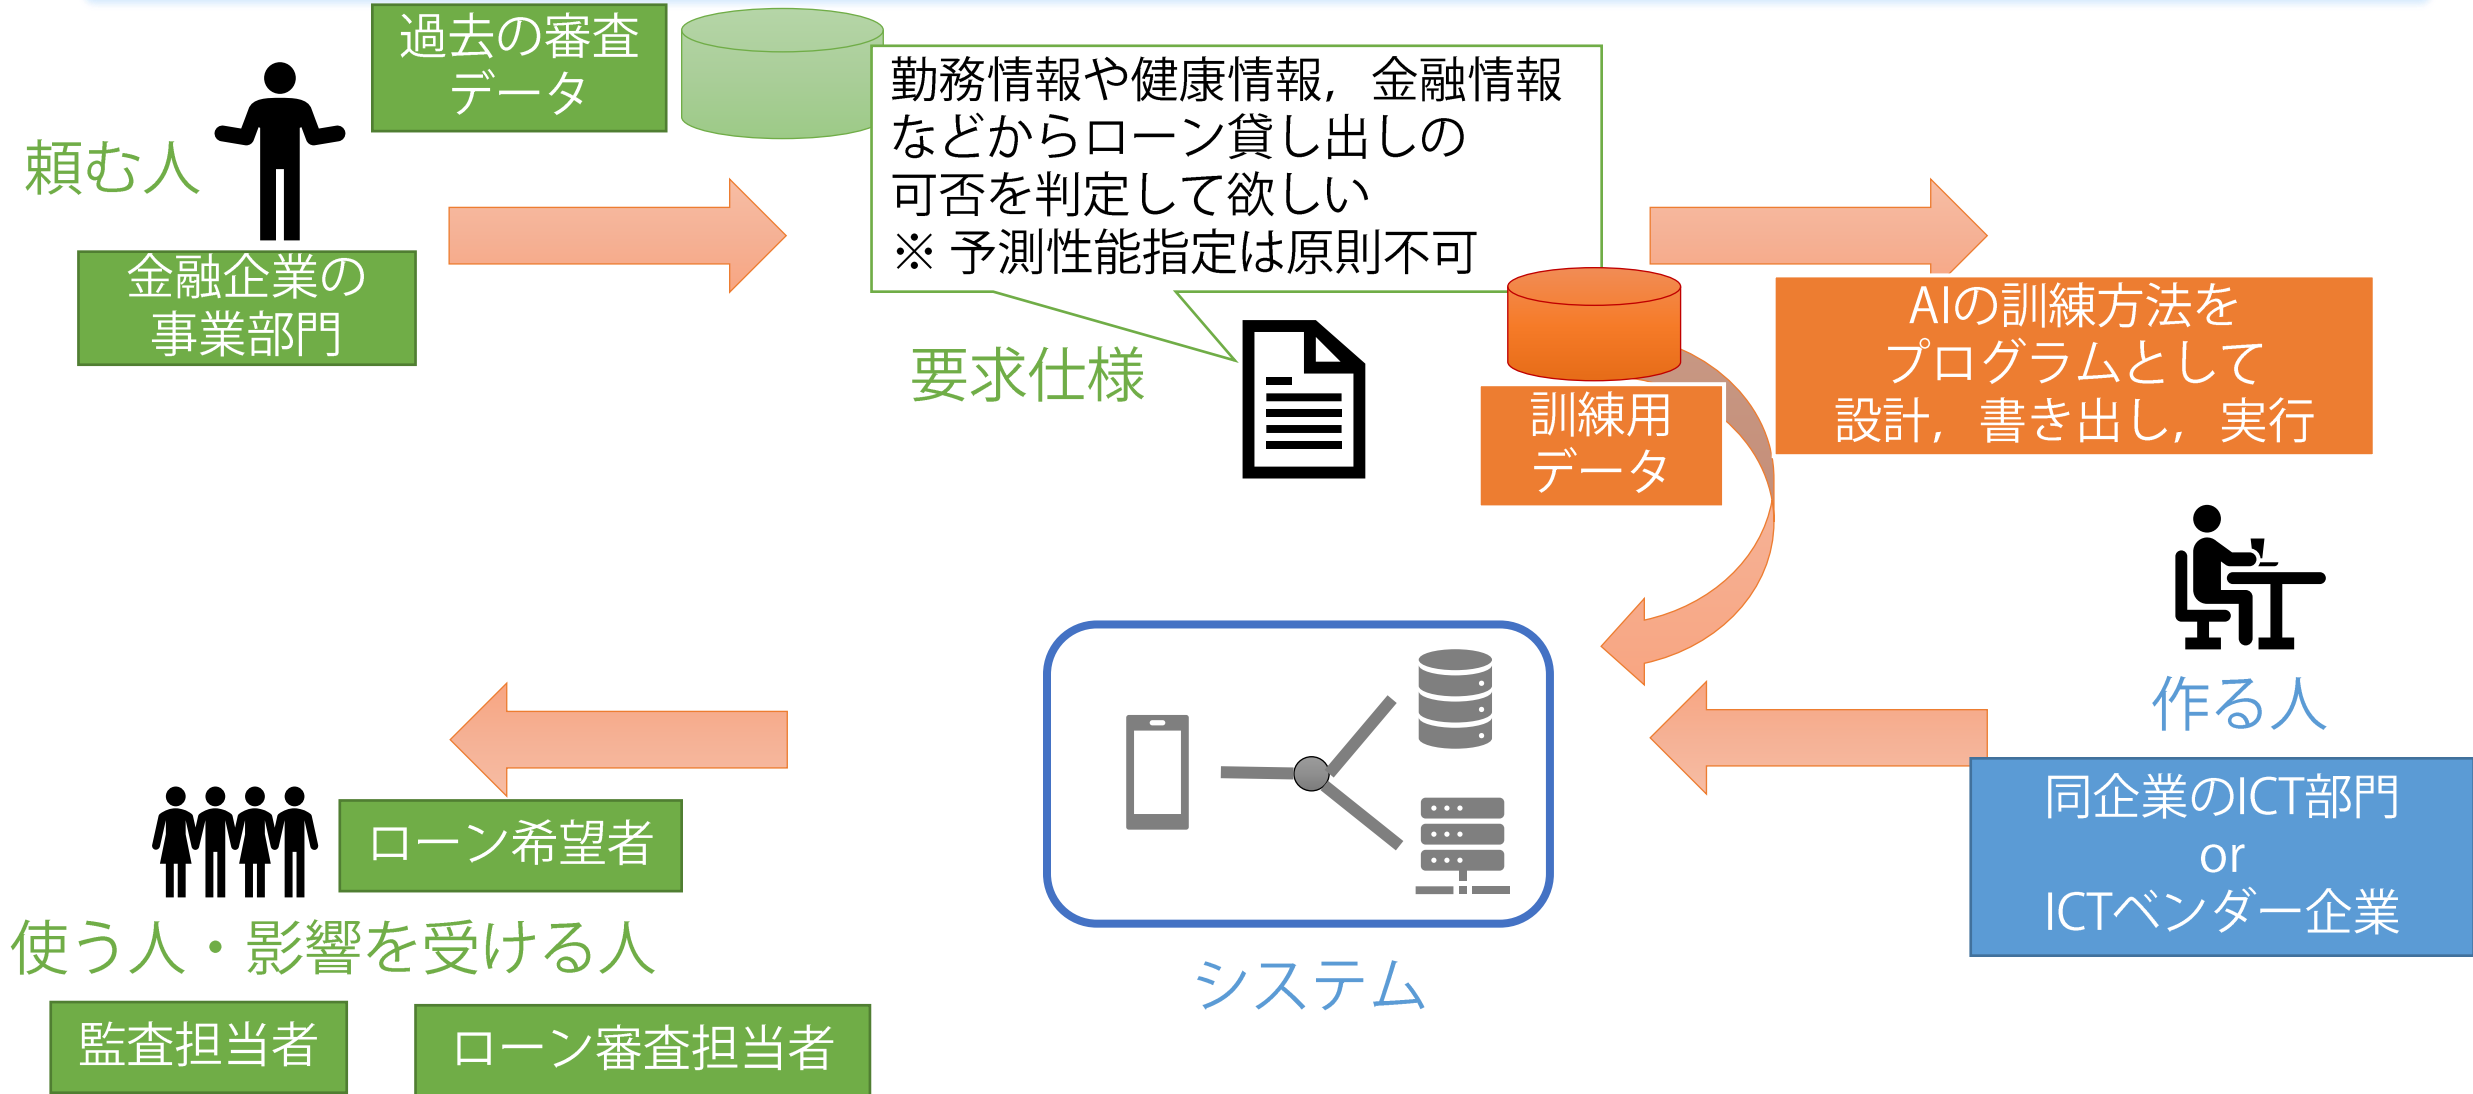 過去の審査
データ
頼む人
金融企業の
事業部門
勤務情報や健康情報，金融情報
などからローン貸し出しの
可否を判定して欲しい
※ 予測性能指定は原則不可
要求仕様
訓練用
データ
AIの訓練方法を
プログラムとして
設計，書き出し，実行
作る人
同企業のICT部門
or
ICTベンダー企業
システム
ローン希望者
使う人・影響を受ける人
監査担当者
ローン審査担当者